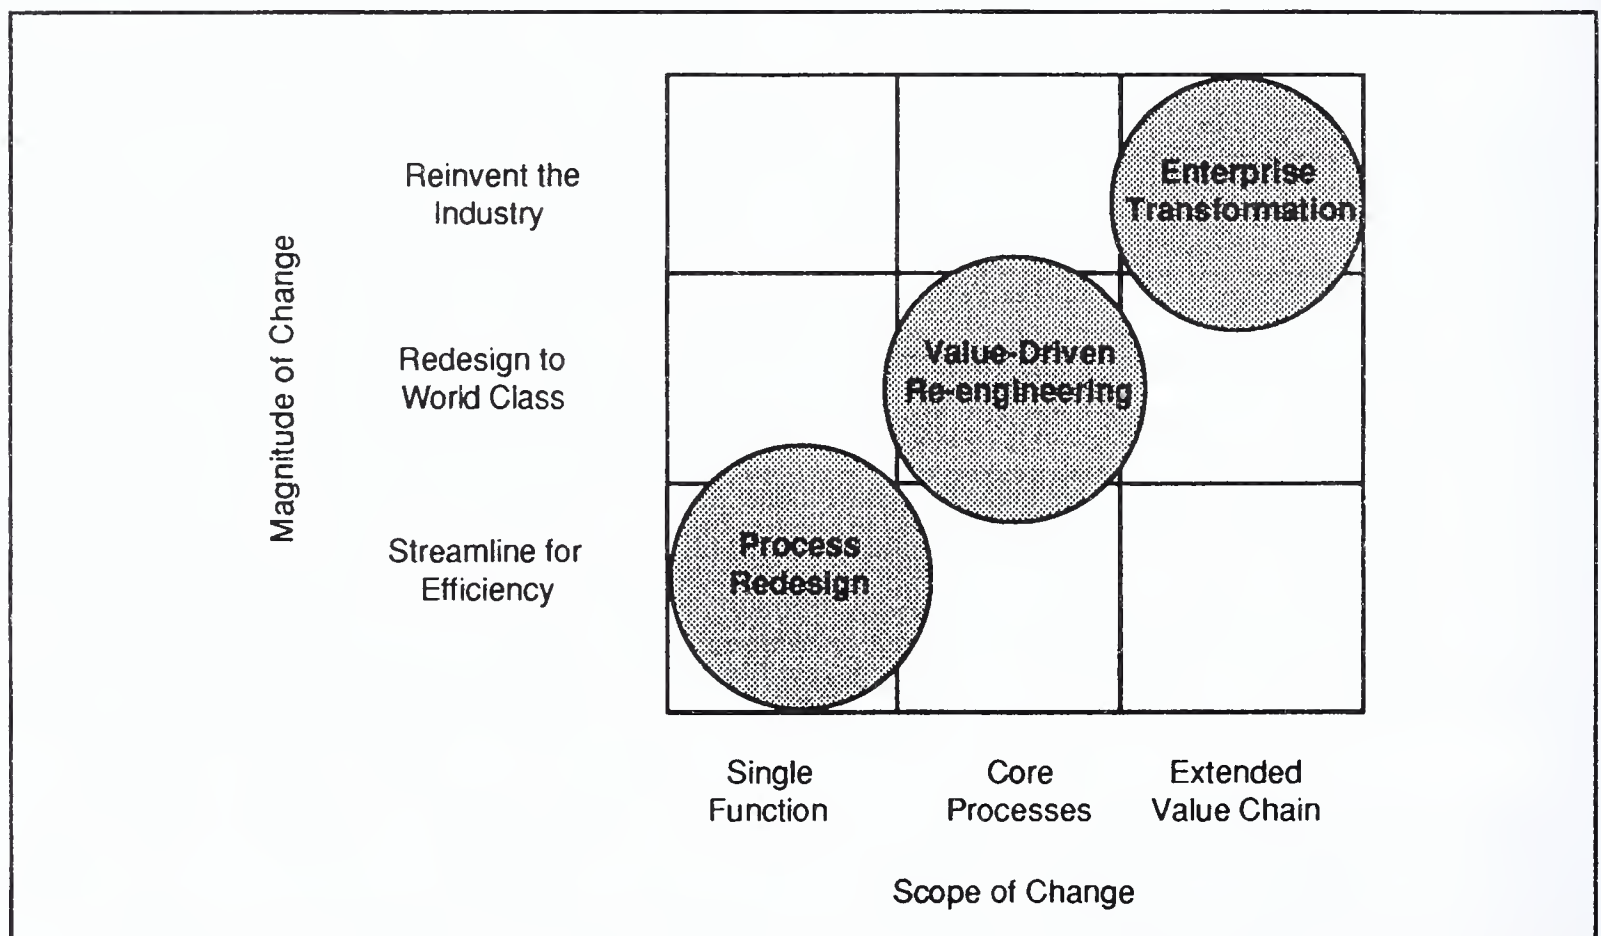 Magnitude of Change
Reinvent the
Industry
Redesign to
World Class
Streamline for
Efficiency
Enterprise
Transformation
Value-Driven
Re-engineering
Process
Redesign
Single
Function
Core
Processes
Extended
Value Chain
Scope of Change